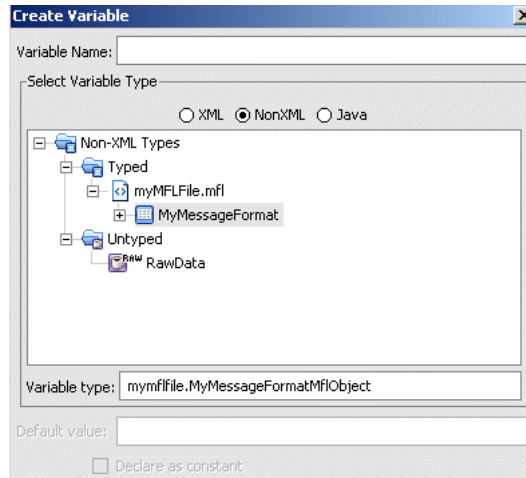 Create Variable
Variable Name:
Select Variable Type
XML NonXML Java
Non-XML Types
Typed
myMFLFile.mfl
MyMessageFormat
Untyped
RAW RawData
Variable type: mymflfile.MyMessageFormatMflObject
Default value:
Declare as constant